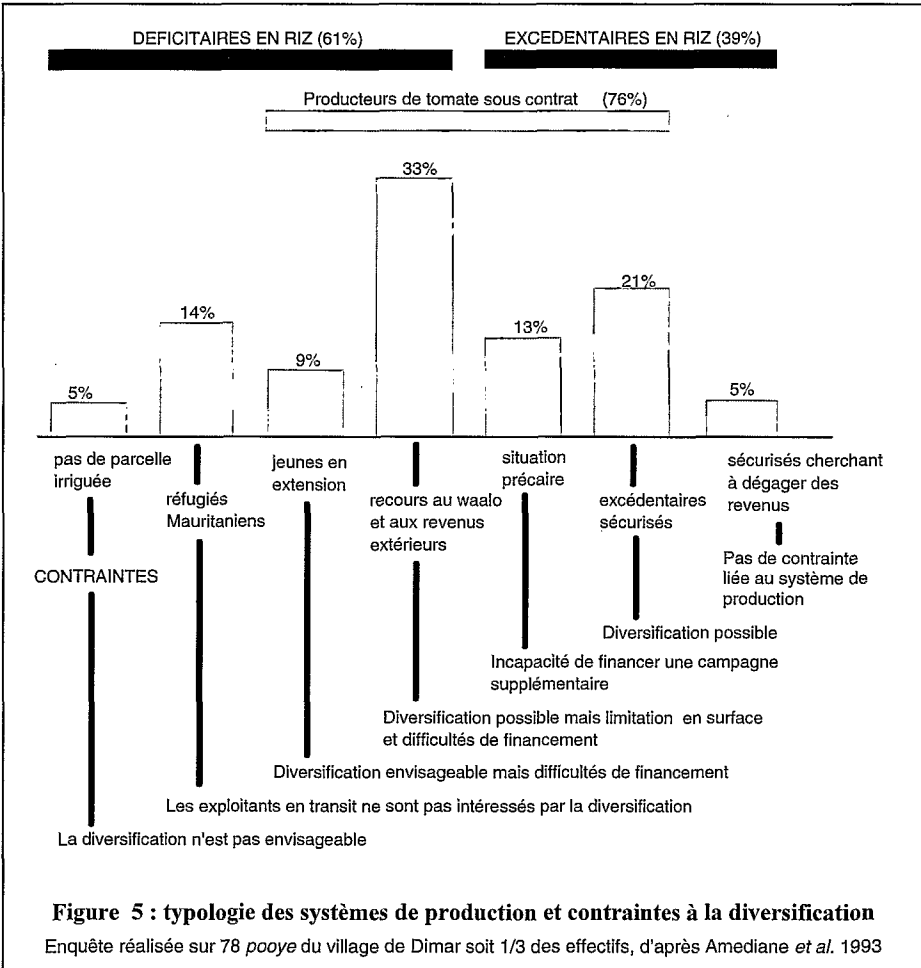 DEFICITAIRES EN RIZ (61%)
EXCEDENTAIRES EN RIZ (39%)
Producteurs de tomate sous contrat (76%)
33%
21%
14%
13%
9%
5%
5%
pas de parcelle
irriguée
réfugiés
Mauritaniens
jeunes en
extension
recours au waalo
et aux revenus
extérieurs
situation
précaire
excédentaires
sécurisés
sécurisés cherchant
à dégager des
revenus
CONTRAINTES
Pas de contrainte
liée au système de
production
Diversification possible
Incapacité de financer une campagne
supplémentaire
Diversification possible mais limitation en surface
et difficultés de financement
Diversification envisageable mais difficultés de financement
Les exploitants en transit ne sont pas intéressés par la diversification
La diversification n'est pas envisageable
Figure 5 : typologie des systèmes de production et contraintes à la diversification
Enquête réalisée sur 78 pooye du village de Dimar soit 1/3 des effectifs, d'après Amediane et al. 1993